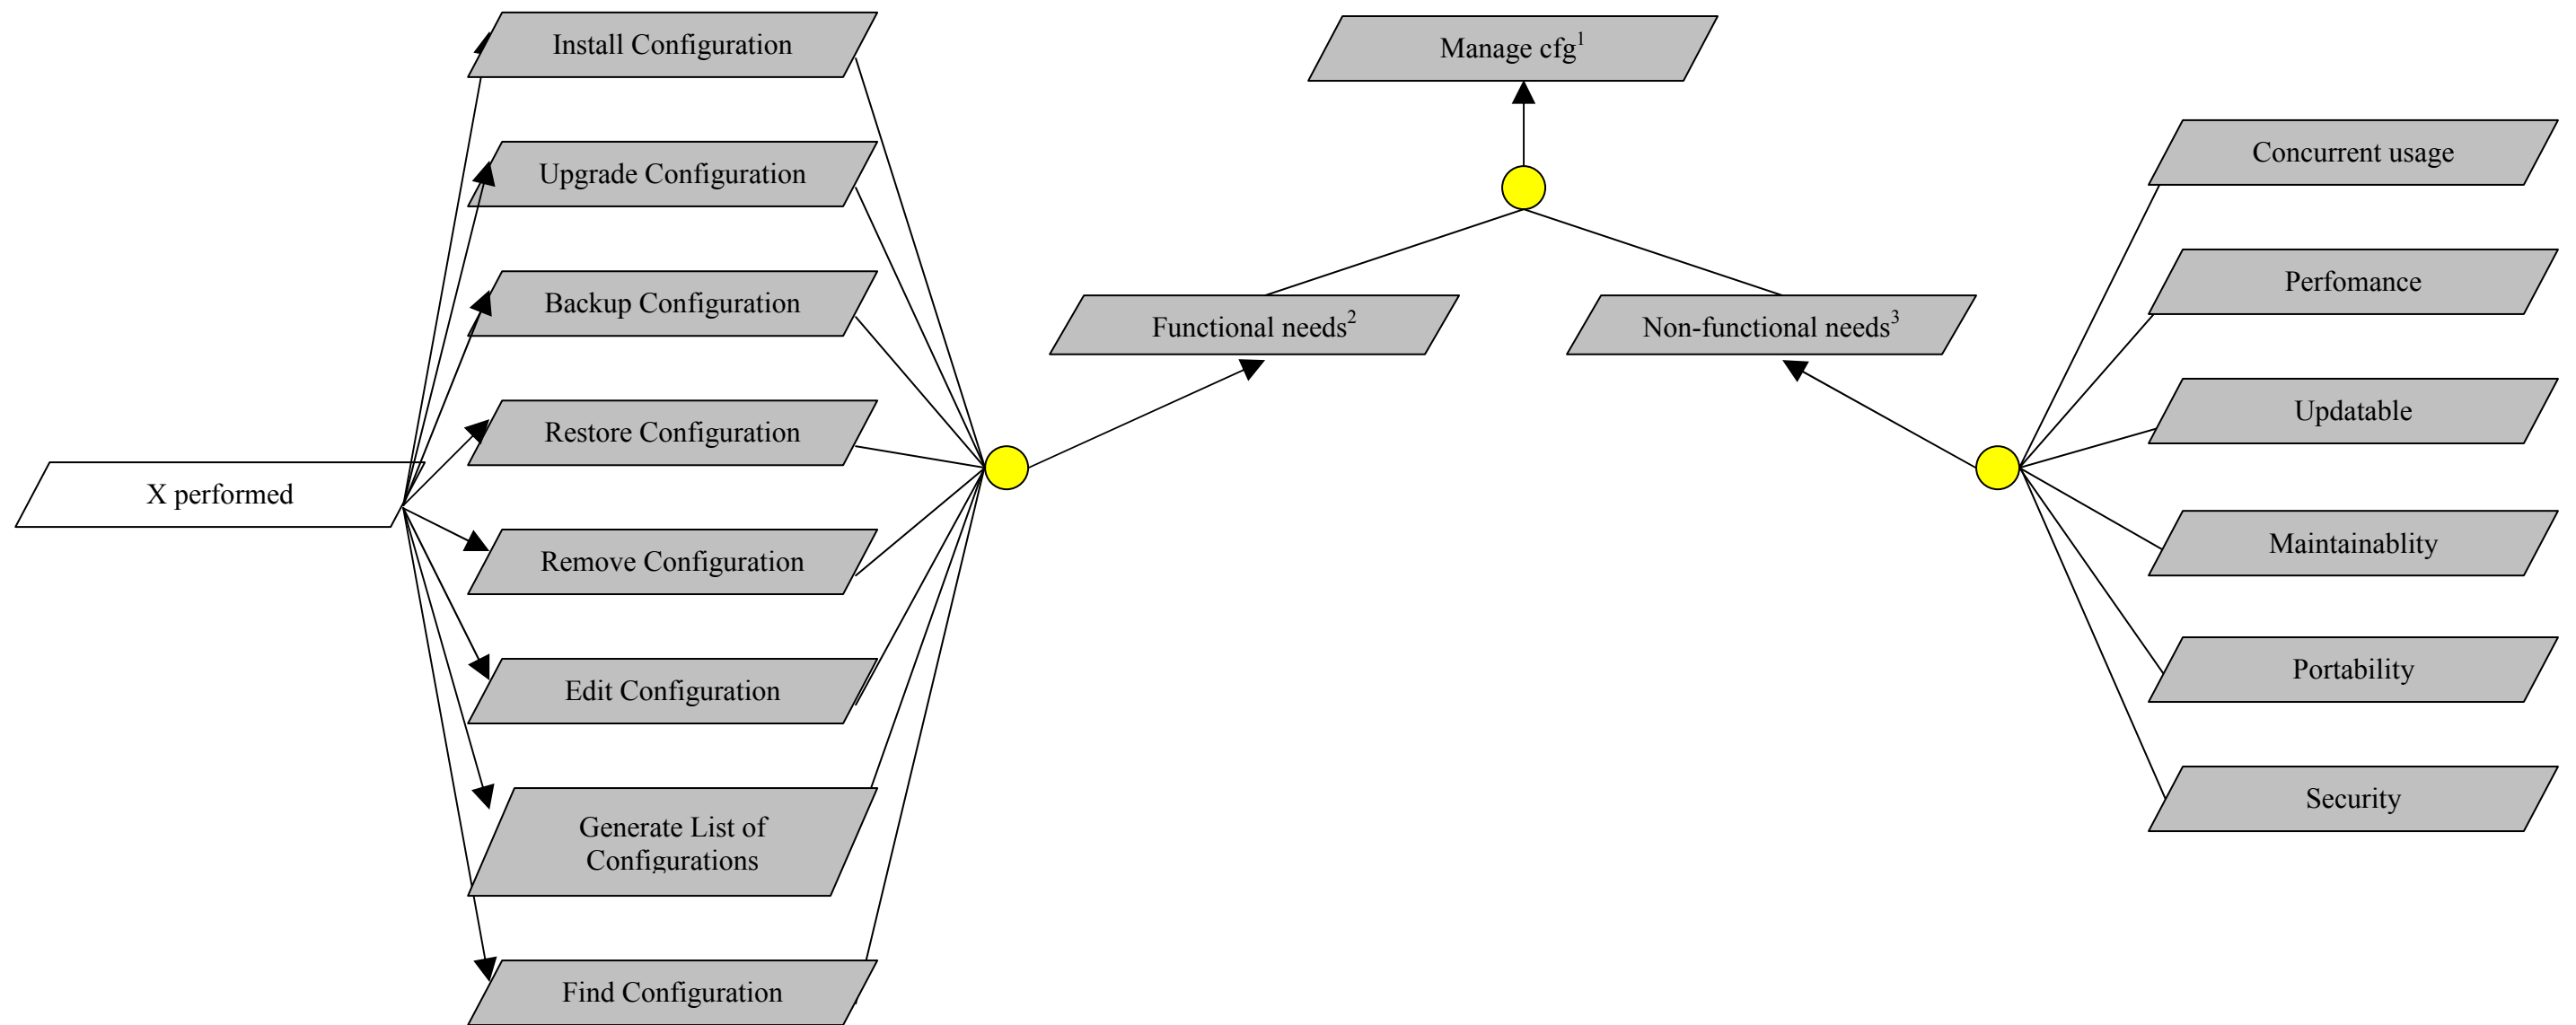 Install Configuration
Upgrade Configuration
Backup Configuration
Restore Configuration
X performed
Remove Configuration
Edit Configuration
Generate List of
Configurations
Find Configuration
Manage cfg¹
Functional needs²
Non-functional needs³
Concurrent usage
Perfomance
Updatable
Maintainablity
Portability
Security